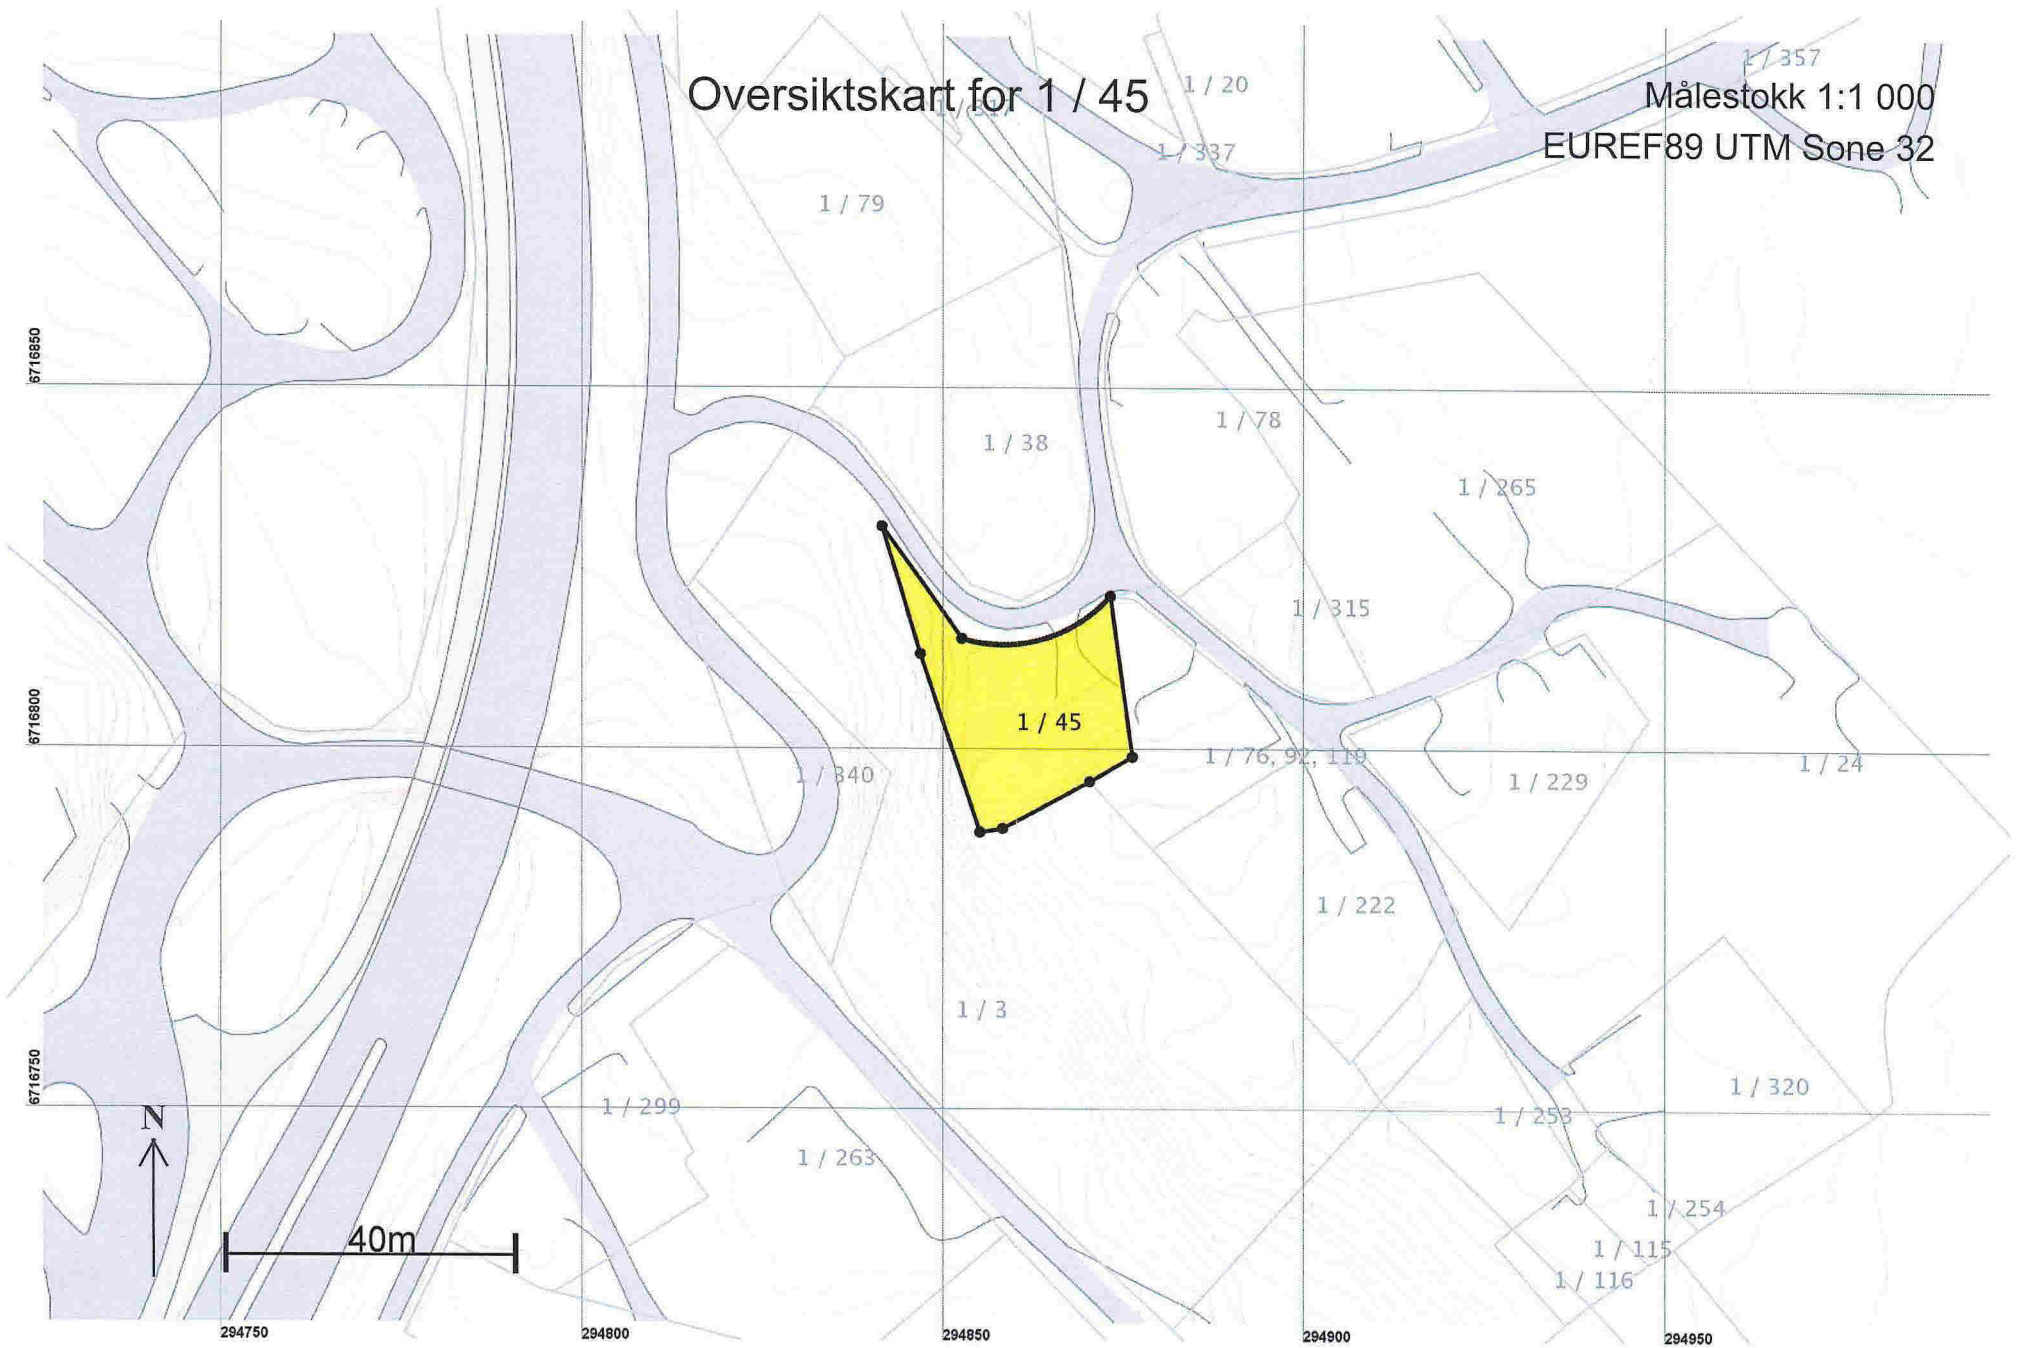 1 / 357
Oversiktskart for 1 / 45
1 / 20
Målestokk 1:1 000
1 / 317
EUREF89 UTM Sone 32
1 / 337
1 / 79
6716850
1 / 78
1 / 38
1 / 265
1 / 315
6716800
1 / 45
1 / 76, 92, 119
1 / 24
1 / 340
1 / 229
1 / 222
1 / 3
6716750
1 / 320
N
1 / 299
1 / 253
1 / 263
1 / 254
40m
1 / 115
1 / 116
294750
294800
294850
294900
294950